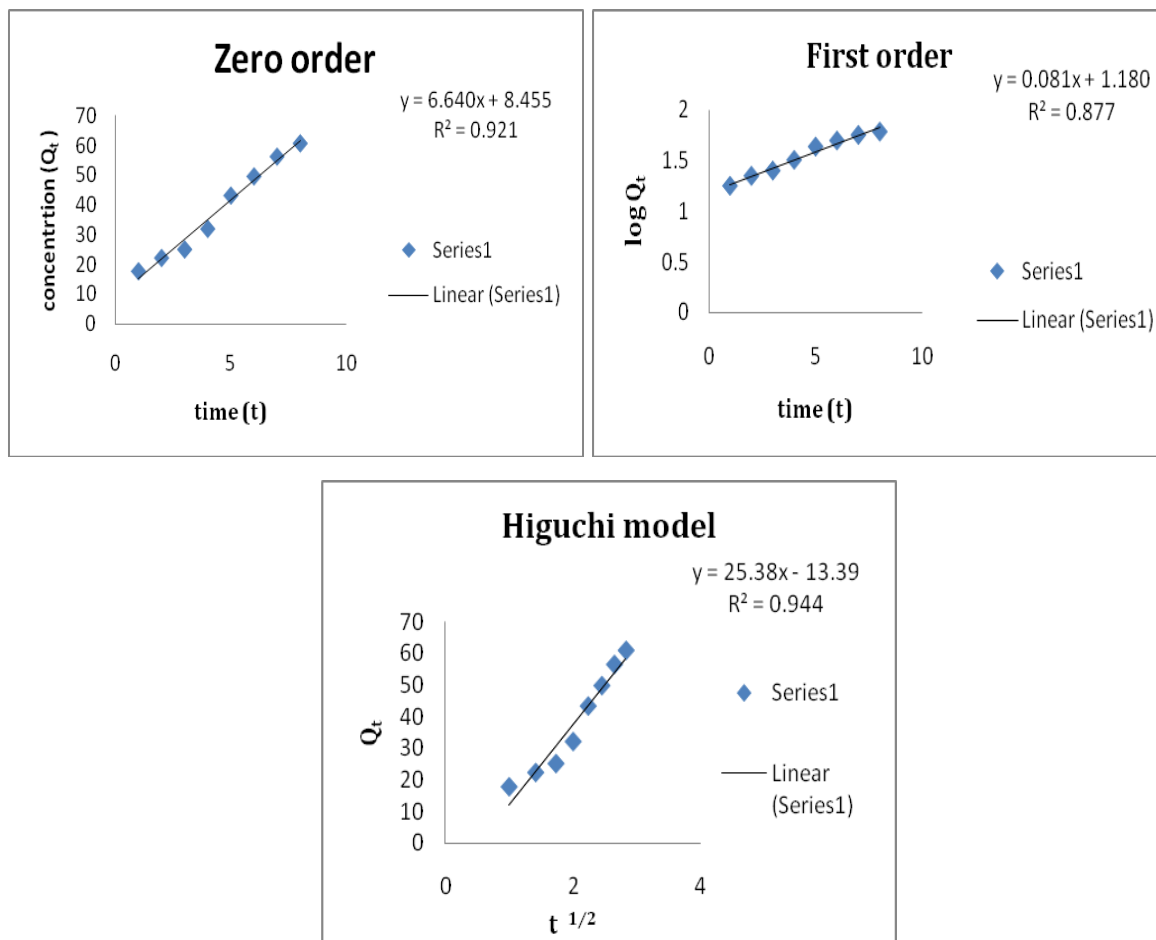 Zero order
y = 6.640x + 8.455
R² = 0.921
70
60
50
40
30
20
10
0
concentrtion (Qt )
0 5 10
time (t)
Series1
Linear (Series1)
First order
y = 0.081x + 1.180
R² = 0.877
2
1.5
1
0.5
0
log Qt
0 5 10
time (t)
Series1
Linear (Series1)
Higuchi model
y = 25.38x - 13.39
R² = 0.944
70
60
50
40
30
20
10
0
Qt
0 2 4
t 1/2
Series1
Linear
(Series1)